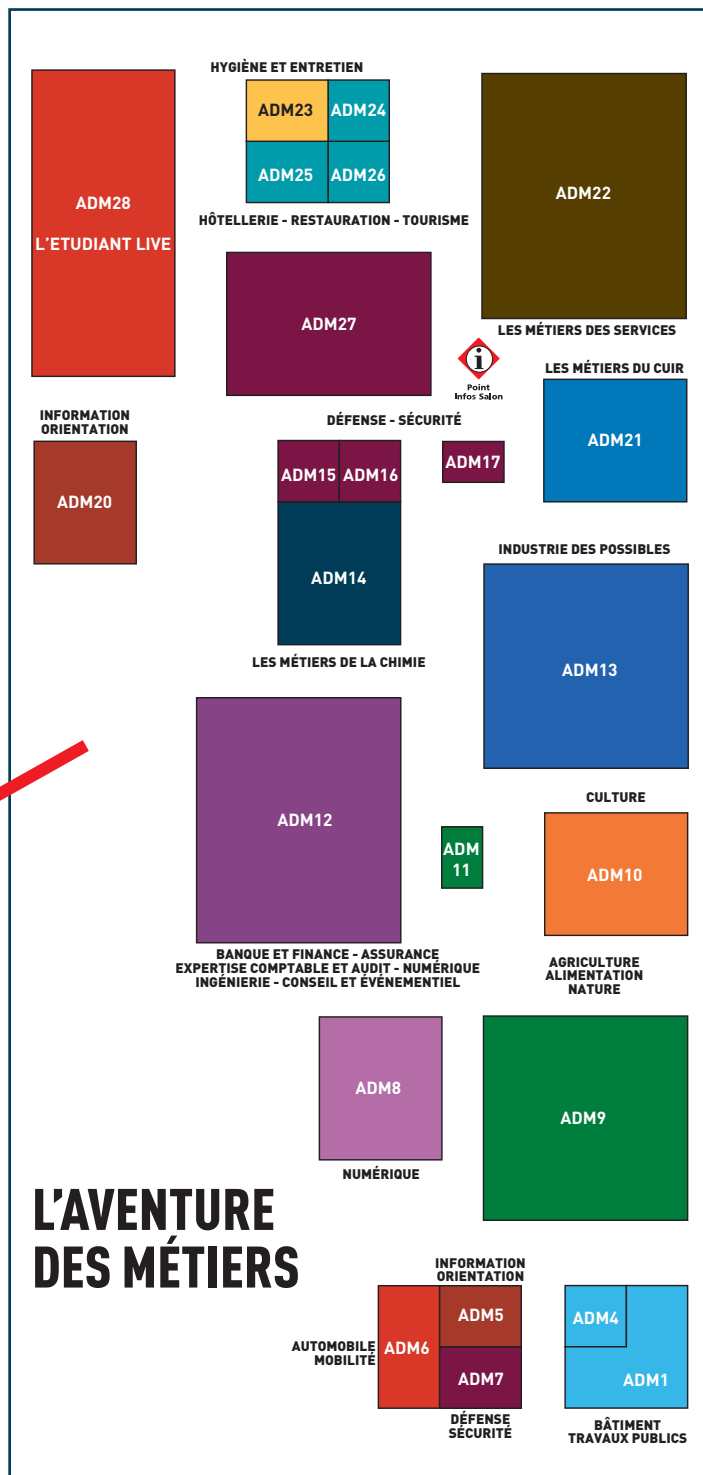 HYGIÈNE ET ENTRETIEN
ADM23
ADM24
ADM25
ADM26
HÔTELLERIE - RESTAURATION - TOURISME
ADM28
L'ETUDIANT LIVE
ADM22
LES MÉTIERS DES SERVICES
ADM27
DÉFENSE - SÉCURITÉ
i
Point
Infos Salon
LES MÉTIERS DU CUIR
ADM21
INFORMATION
ORIENTATION
ADM20
ADM15
ADM16
ADM17
ADM14
LES MÉTIERS DE LA CHIMIE
INDUSTRIE DES POSSIBLES
ADM13
ADM12
BANQUE ET FINANCE - ASSURANCE
EXPERTISE COMPTABLE ET AUDIT - NUMÉRIQUE
INGÉNIERIE - CONSEIL ET ÉVÉNEMENTIEL
ADM
11
CULTURE
ADM10
AGRICULTURE
ALIMENTATION
NATURE
ADM9
ADM8
NUMÉRIQUE
L'AVENTURE
DES MÉTIERS
INFORMATION
ORIENTATION
ADM5
AUTOMOBILE
MOBILITÉ
ADM6
ADM7
DÉFENSE
SÉCURITÉ
ADM4
ADM1
BÂTIMENT
TRAVAUX PUBLICS